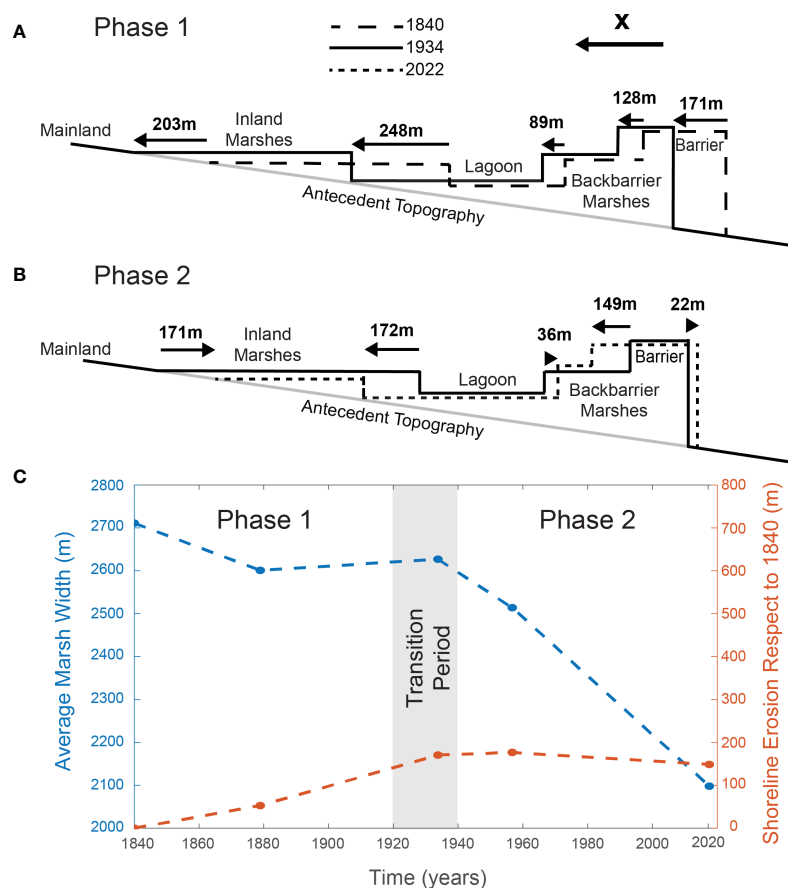 A
Phase 1
1840
1934
2022
X
Mainland
203m
Inland
Marshes
248m
Lagoon
89m
128m
171m
Barrier
Backbarrier
Marshes
Antecedent Topography
B
Phase 2
Mainland
171m
Inland
Marshes
172m
Lagoon
36m
149m
22m
Barrier
Backbarrier
Marshes
Antecedent Topography
C
Phase 1
Phase 2
Transition
Period
Average Marsh Width (m)
2800
2700
2600
2500
2400
2300
2200
2100
2000
Shoreline Erosion Respect to 1840 (m)
800
700
600
500
400
300
200
100
0
1840 1860 1880 1900 1920 1940 1960 1980 2000 2020
Time (years)